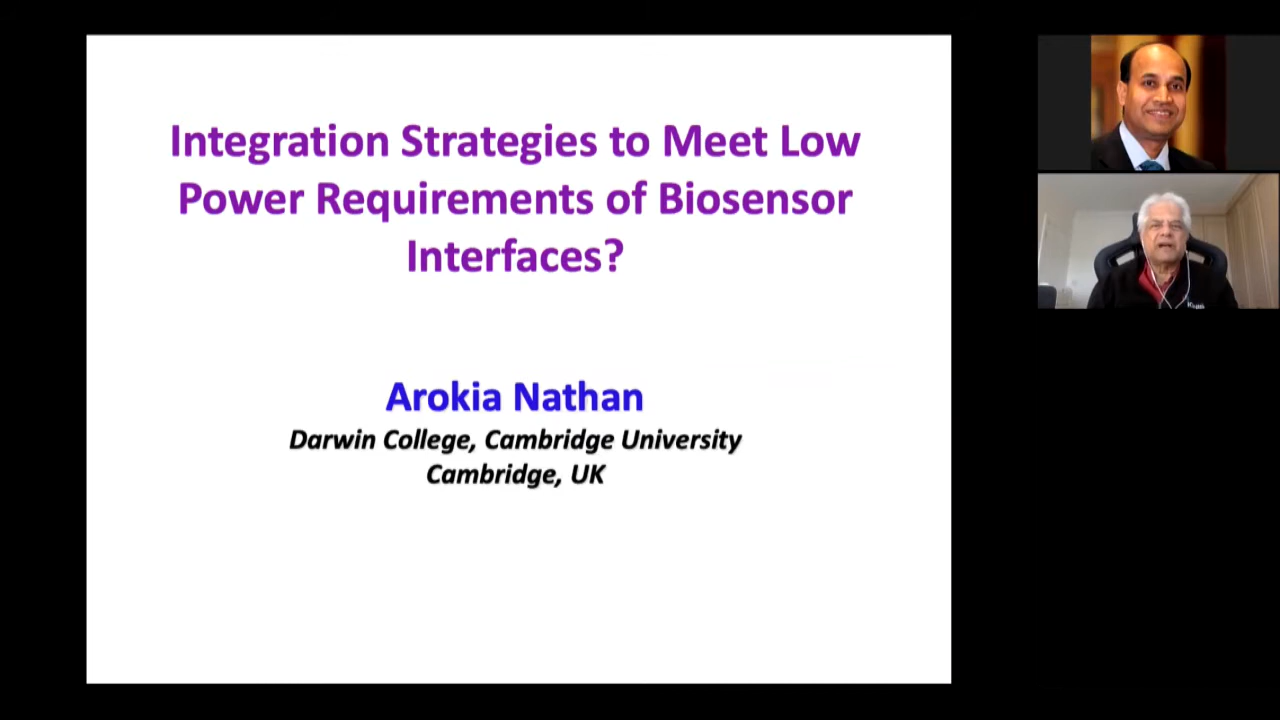 Integration Strategies to Meet Low
Power Requirements of Biosensor
Interfaces?
Arokia Nathan
Darwin College, Cambridge University
Cambridge, UK